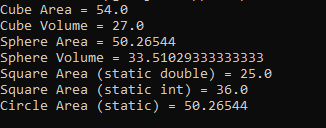 Cube Area = 54.0
Cube Volume = 27.0
Sphere Area = 50.26544
Sphere Volume = 33.51029333333333
Square Area (static double) = 25.0
Square Area (static int) = 36.0
Circle Area (static) = 50.26544